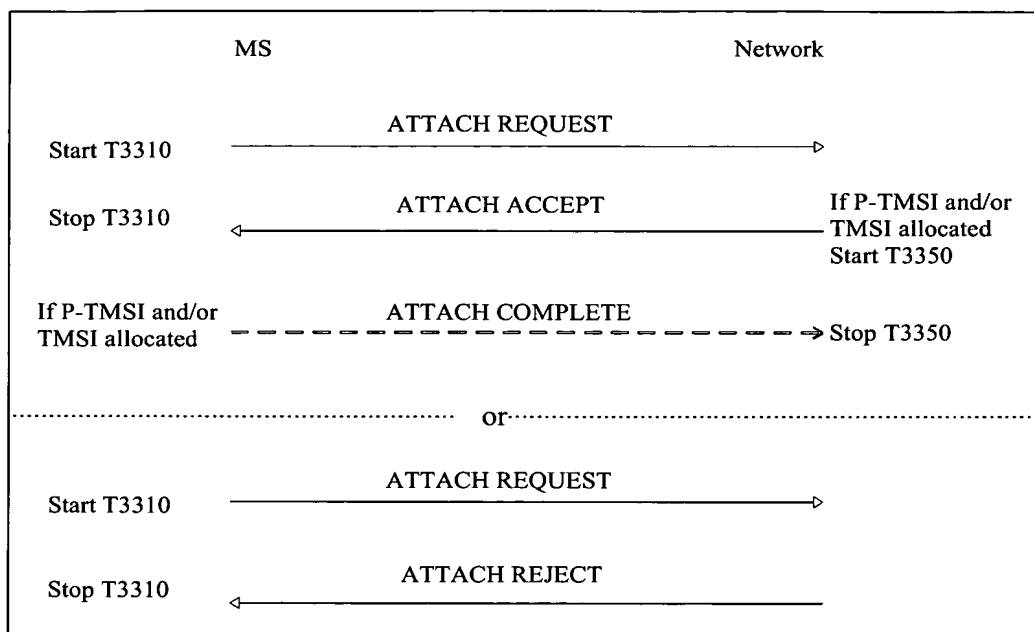 MS Network
ATTACH REQUEST
Start T3310
ATTACH ACCEPT
Stop T3310
If P-TMSI and/or
TMSI allocated
Start T3350
If P-TMSI and/or
TMSI allocated
ATTACH COMPLETE
Stop T3350
or
ATTACH REQUEST
Start T3310
ATTACH REJECT
Stop T3310